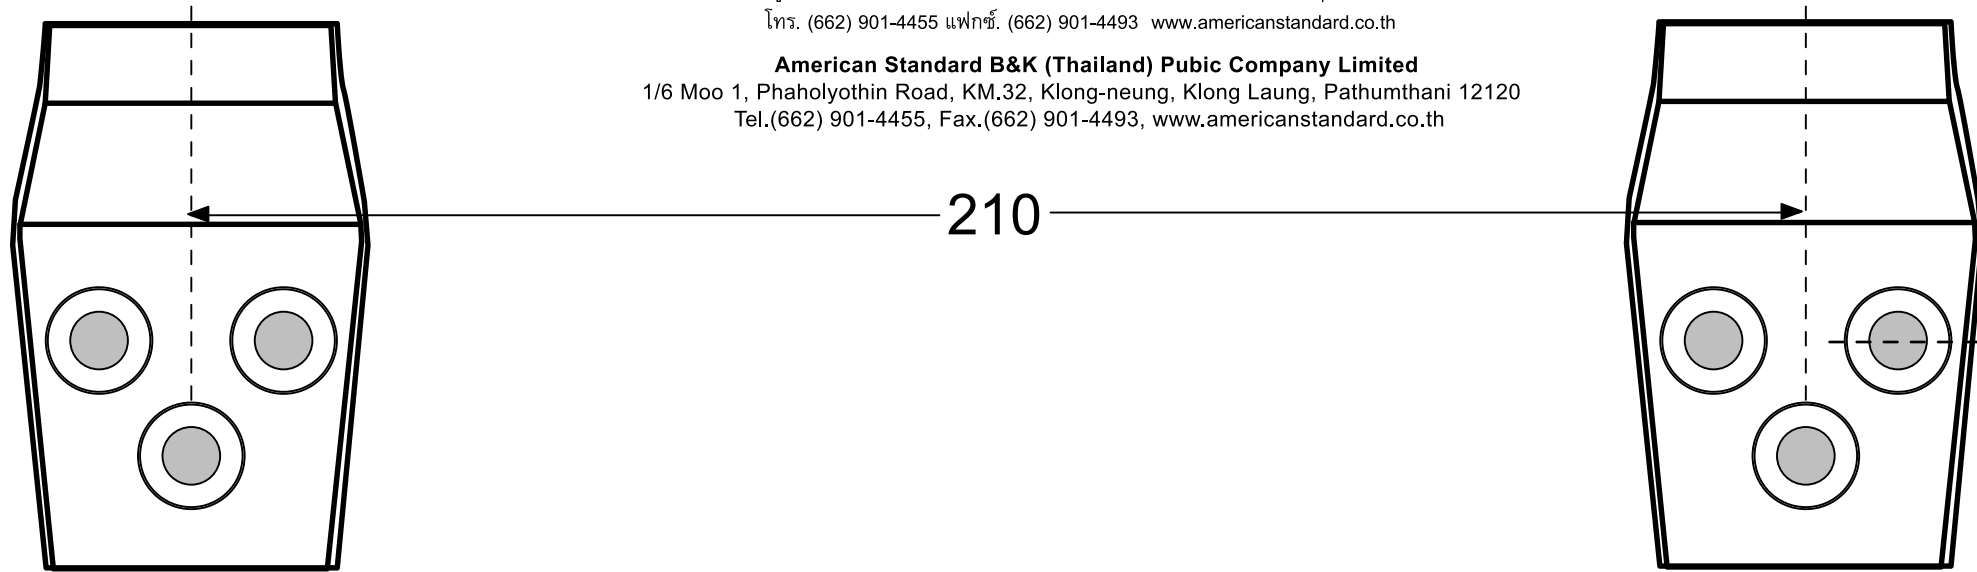 โทร. (662) 901-4455 แฟกซ์. (662) 901-4493 www.americanstandard.co.th
American Standard B&K (Thailand) Pubic Company Limited
1/6 Moo 1, Phaholyothin Road, KM.32, Klong-neung, Klong Laung, Pathumthani 12120
Tel.(662) 901-4455, Fax.(662) 901-4493, www.americanstandard.co.th
210